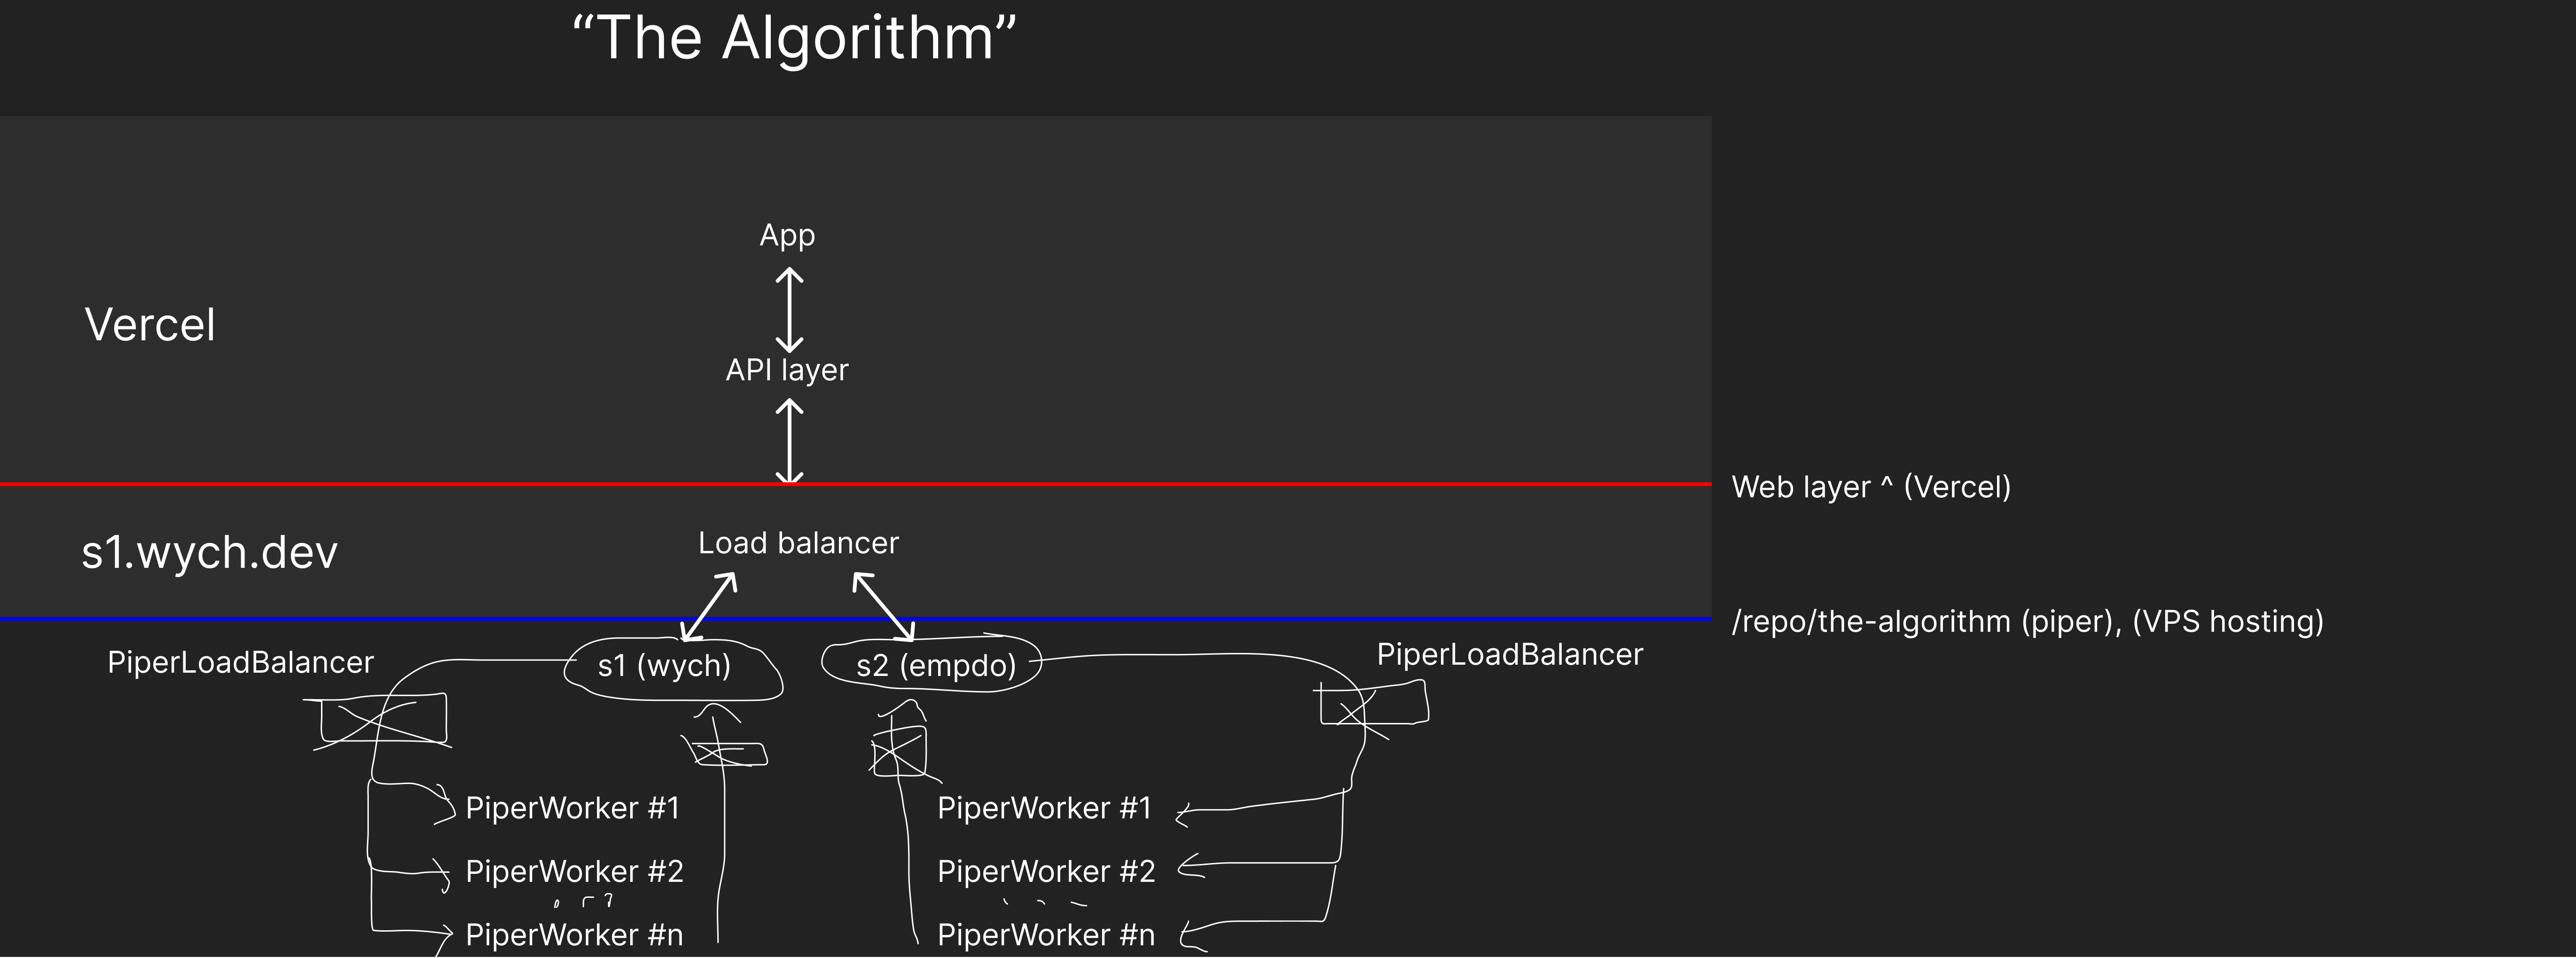 “The Algorithm”
App
Vercel
API layer
Web layer ^ (Vercel)
s1.wych.dev
Load balancer
/repo/the-algorithm (piper), (VPS hosting)
PiperLoadBalancer
s1 (wych)
s2 (empdo)
PiperLoadBalancer
PiperWorker #1
PiperWorker #1
PiperWorker #2
PiperWorker #2
PiperWorker #n
PiperWorker #n